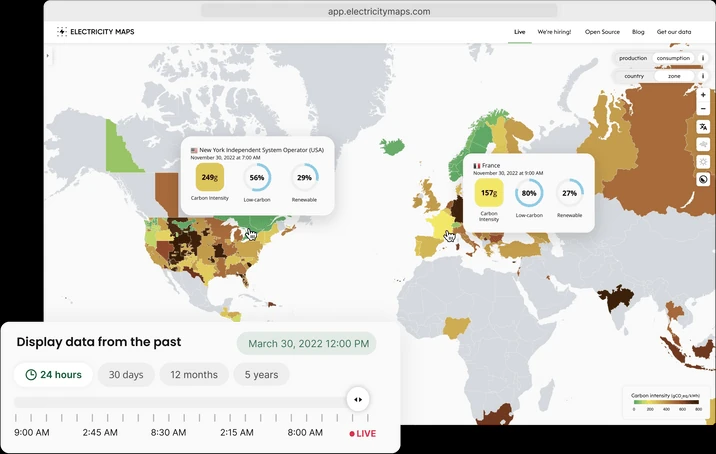 app.electricitymaps.com
ELECTRICITY MAPS
Live
We're hiring!
Open Source
Blog
Get our data
production
consumption
i
country
zone
i
+
−
New York Independent System Operator (USA)
November 30, 2022 at 7:00 AM
249g
56%
29%
Carbon Intensity
Low-carbon
Renewable
France
November 30, 2022 at 9:00 AM
157g
80%
27%
Carbon
Intensity
Low-carbon
Renewable
Display data from the past
March 30, 2022 12:00 PM
24 hours
30 days
12 months
5 years
9:00 AM
2:45 AM
8:30 AM
2:15 AM
8:00 AM
LIVE
Carbon intensity (gCO₂eq/kWh)
0 200 400 600 800